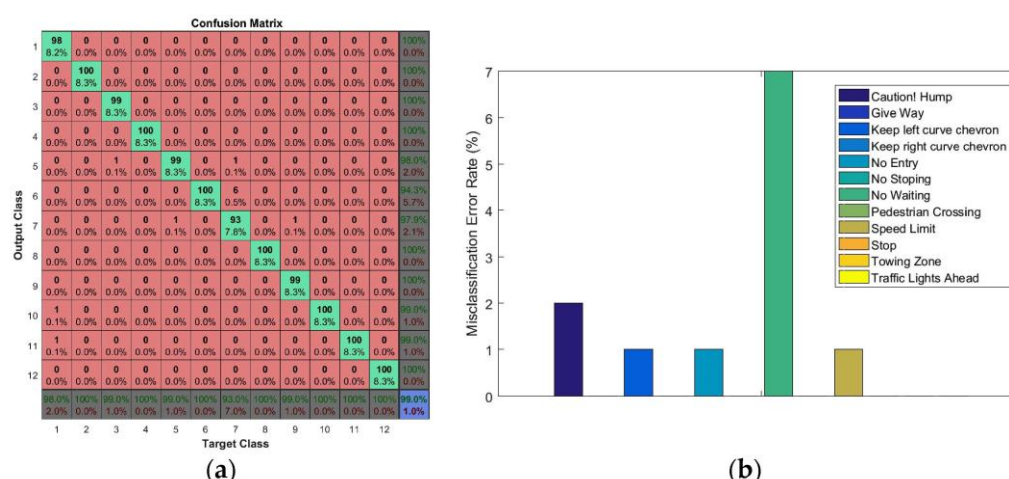 Confusion Matrix
Output Class
1 98 0 0 0 0 0 0 0 0 0 0 0 100%
8.2% 0.0% 0.0% 0.0% 0.0% 0.0% 0.0% 0.0% 0.0% 0.0% 0.0% 0.0% 0.0%
2 0 100 0 0 0 0 0 0 0 0 0 0 100%
0.0% 8.3% 0.0% 0.0% 0.0% 0.0% 0.0% 0.0% 0.0% 0.0% 0.0% 0.0% 0.0%
3 0 0 99 0 0 0 0 0 0 0 0 0 100%
0.0% 0.0% 8.3% 0.0% 0.0% 0.0% 0.0% 0.0% 0.0% 0.0% 0.0% 0.0% 0.0%
4 0 0 0 100 0 0 0 0 0 0 0 0 100%
0.0% 0.0% 0.0% 8.3% 0.0% 0.0% 0.0% 0.0% 0.0% 0.0% 0.0% 0.0% 0.0%
5 0 0 1 0 99 0 1 0 0 0 0 0 98.0%
0.0% 0.0% 0.1% 0.0% 8.3% 0.0% 0.1% 0.0% 0.0% 0.0% 0.0% 0.0% 2.0%
6 0 0 0 0 0 100 6 0 0 0 0 0 94.3%
0.0% 0.0% 0.0% 0.0% 0.0% 8.3% 0.5% 0.0% 0.0% 0.0% 0.0% 0.0% 5.7%
7 0 0 0 0 1 0 93 0 1 0 0 0 97.9%
0.0% 0.0% 0.0% 0.0% 0.1% 0.0% 7.8% 0.0% 0.1% 0.0% 0.0% 0.0% 2.1%
8 0 0 0 0 0 0 0 100 0 0 0 0 100%
0.0% 0.0% 0.0% 0.0% 0.0% 0.0% 0.0% 8.3% 0.0% 0.0% 0.0% 0.0% 0.0%
9 0 0 0 0 0 0 0 0 99 0 0 0 100%
0.0% 0.0% 0.0% 0.0% 0.0% 0.0% 0.0% 0.0% 8.3% 0.0% 0.0% 0.0% 0.0%
10 1 0 0 0 0 0 0 0 0 100 0 0 99.0%
0.1% 0.0% 0.0% 0.0% 0.0% 0.0% 0.0% 0.0% 0.0% 8.3% 0.0% 0.0% 1.0%
11 1 0 0 0 0 0 0 0 0 0 100 0 99.0%
0.1% 0.0% 0.0% 0.0% 0.0% 0.0% 0.0% 0.0% 0.0% 0.0% 8.3% 0.0% 1.0%
12 0 0 0 0 0 0 0 0 0 0 0 100 100%
0.0% 0.0% 0.0% 0.0% 0.0% 0.0% 0.0% 0.0% 0.0% 0.0% 0.0% 8.3% 0.0%
98.0% 100% 99.0% 100% 99.0% 100% 93.0% 100% 99.0% 100% 100% 100% 99.0%
2.0% 0.0% 1.0% 0.0% 1.0% 0.0% 7.0% 0.0% 1.0% 0.0% 0.0% 0.0% 1.0%
1 2 3 4 5 6 7 8 9 10 11 12
Target Class
(a)
Misclassification Error Rate (%)
7
6
5
4
3
2
1
0
Caution! Hump
Give Way
Keep left curve chevron
Keep right curve chevron
No Entry
No Stoping
No Waiting
Pedestrian Crossing
Speed Limit
Stop
Towing Zone
Traffic Lights Ahead
(b)